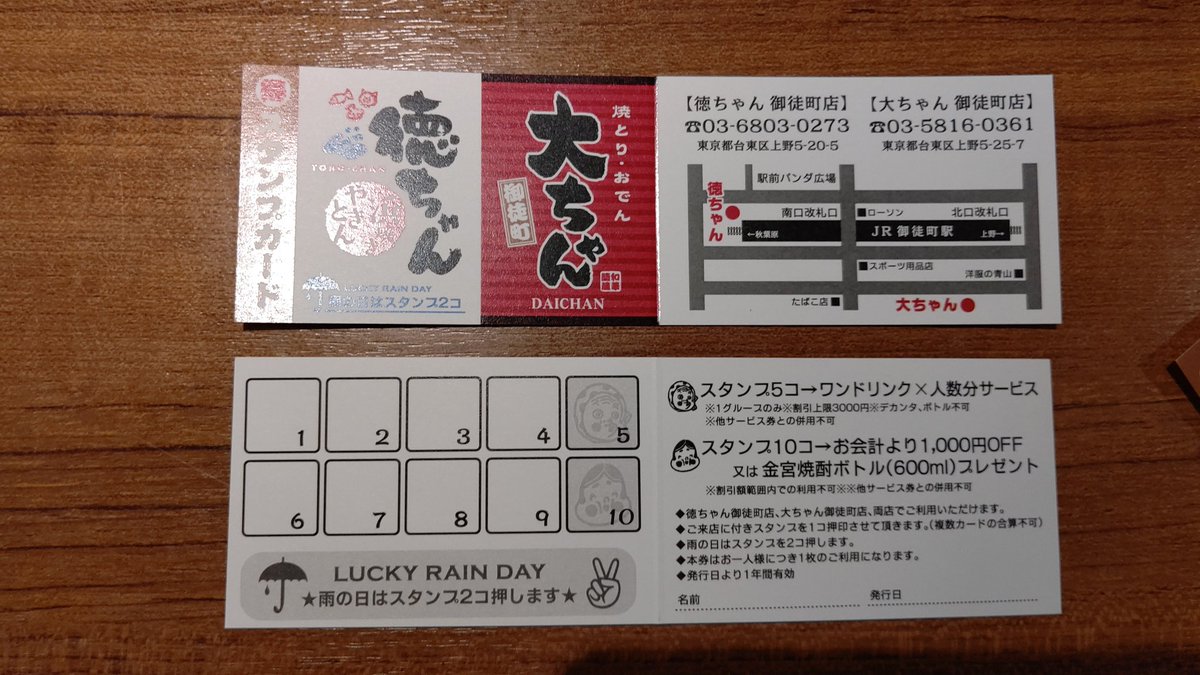 得スタンプカード
徳ちゃん
TOKU-CHAN
やきとん
LUCKY RAIN DAY
雨の日はスタンプ2コ
焼とり・おでん
大ちゃん
御徒町
DAICHAN
【徳ちゃん 御徒町店】
☎03-6803-0273
東京都台東区上野5-20-5
【大ちゃん 御徒町店】
☎03-5816-0361
東京都台東区上野5-25-7
駅前パンダ広場
徳ちゃん
南口改札口
■ローソン
北口改札口
←秋葉原
JR 御徒町駅
上野→
■スポーツ用品店
洋服の青山■
たばこ店■
大ちゃん●
1
2
3
4
5
6
7
8
9
10
LUCKY RAIN DAY
★雨の日はスタンプ2コ押します★
スタンプ5コ→ワンドリンク×人数分サービス
※1グループのみ※割引上限3000円※デカンタ、ボトル不可
※他サービス券との併用不可
スタンプ10コ→お会計より1,000円OFF
又は 金宮焼酎ボトル(600ml)プレゼント
※割引額範囲内での利用不可※※他サービス券との併用不可
◆徳ちゃん御徒町店、大ちゃん御徒町店、両店でご利用いただけます。
◆ご来店に付きスタンプを1コ押印させて頂きます。(複数カードの合算不可)
◆雨の日はスタンプを2コ押します。
◆本券はお一人様につき1枚のご利用になります。
◆発行日より1年間有効
名前
発行日